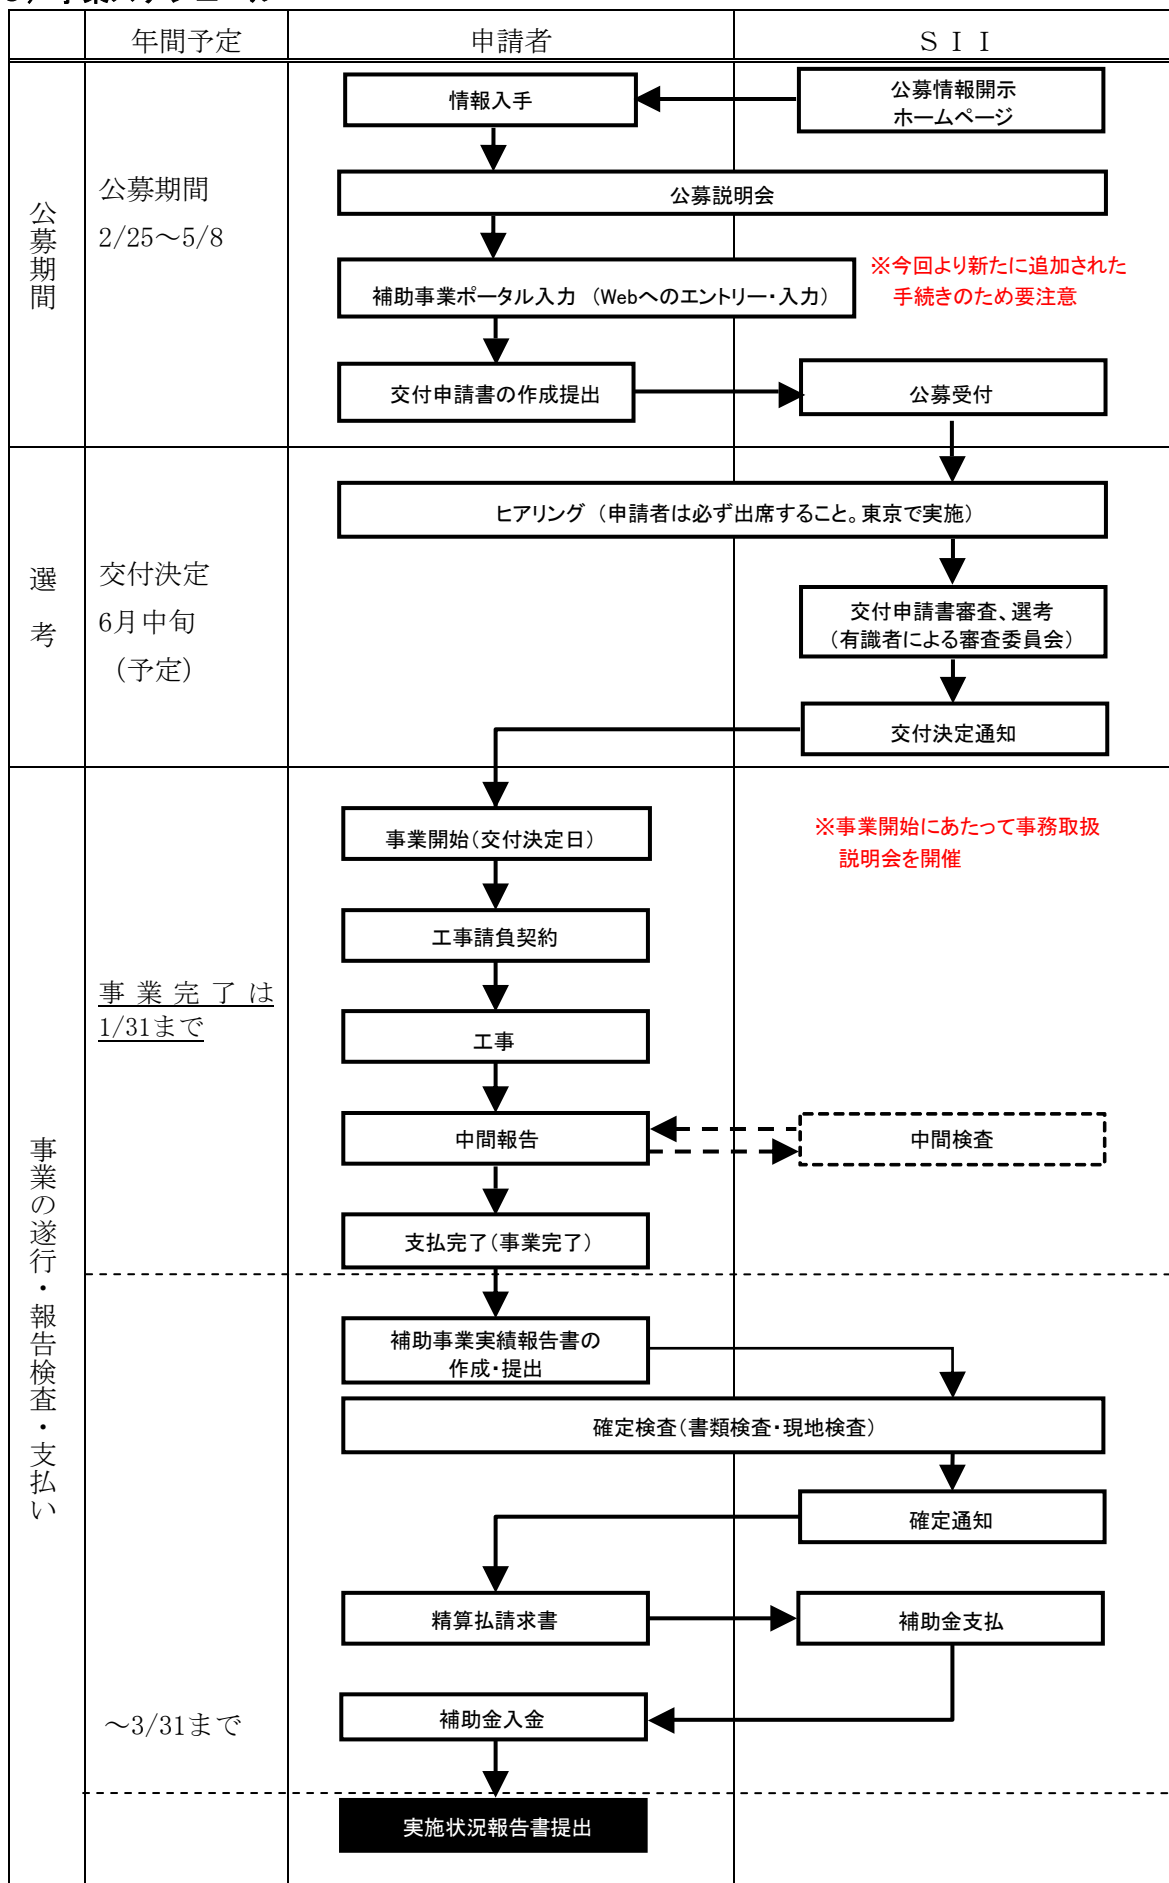 年間予定
申請者
ＳＩＩ
公募期間
公募期間
2/25～5/8
情報入手
公募情報開示
ホームページ
公募説明会
補助事業ポータル入力 （Webへのエントリー・入力）
※今回より新たに追加された
手続きのため要注意
交付申請書の作成提出
公募受付
選考
交付決定
6月中旬
（予定）
ヒアリング （申請者は必ず出席すること。東京で実施）
交付申請書審査、選考
（有識者による審査委員会）
交付決定通知
事業の遂行・報告検査・支払い
事業完了は
1/31まで
事業開始（交付決定日）
※事業開始にあたって事務取扱
説明会を開催
工事請負契約
工事
中間報告
中間検査
支払完了（事業完了）
補助事業実績報告書の
作成・提出
確定検査（書類検査・現地検査）
確定通知
精算払請求書
補助金支払
～3/31まで
補助金入金
実施状況報告書提出